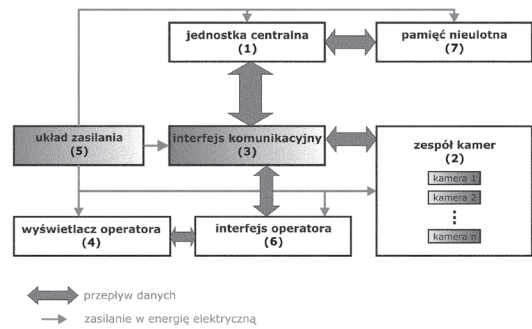 jednostka centralna
(1)
pamięć nieulotna
(7)
układ zasilania
(5)
interfejs komunikacyjny
(3)
zespół kamer
(2)
kamera 1
kamera 2
kamera n
wyświetlacz operatora
(4)
interfejs operatora
(6)
przepływ danych
zasilanie w energię elektryczną